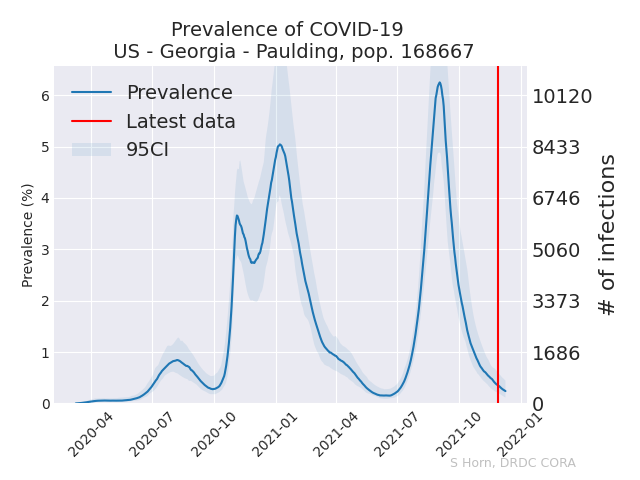 Prevalence of COVID-19
US - Georgia - Paulding, pop. 168667
Prevalence
Latest data
95CI
Prevalence (%)
6
5
4
3
2
1
0
10120
8433
6746
5060
3373
1686
0
# of infections
2020-04
2020-07
2020-10
2021-01
2021-04
2021-07
2021-10
2022-01
S Horn, DRDC CORA